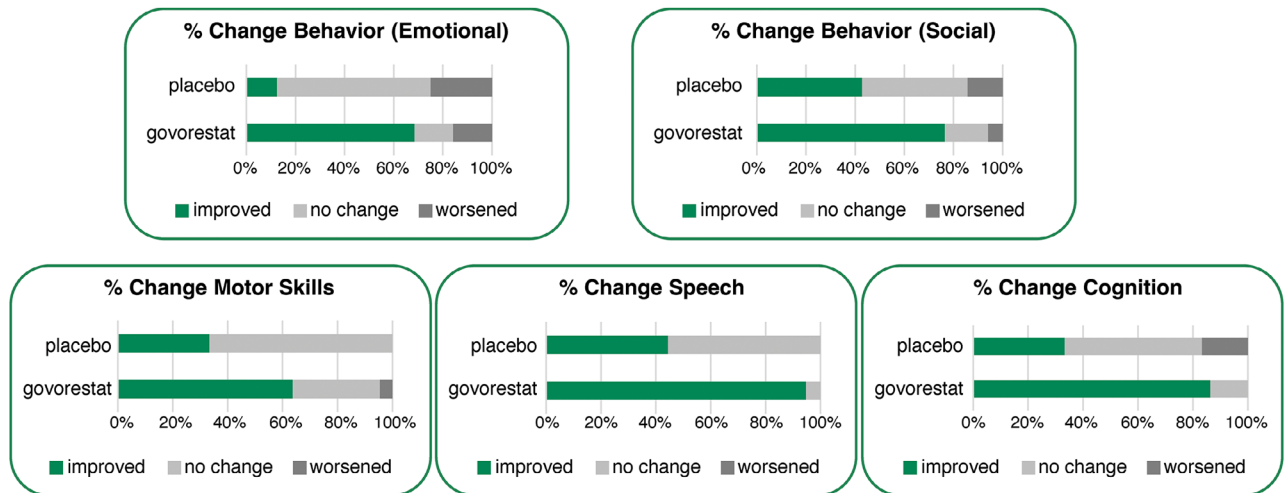 % Change Behavior (Emotional)
placebo
govorestat
0% 20% 40% 60% 80% 100%
improved no change worsened
% Change Behavior (Social)
placebo
govorestat
0% 20% 40% 60% 80% 100%
improved no change worsened
% Change Motor Skills
placebo
govorestat
0% 20% 40% 60% 80% 100%
improved no change worsened
% Change Speech
placebo
govorestat
0% 20% 40% 60% 80% 100%
improved no change worsened
% Change Cognition
placebo
govorestat
0% 20% 40% 60% 80% 100%
improved no change worsened